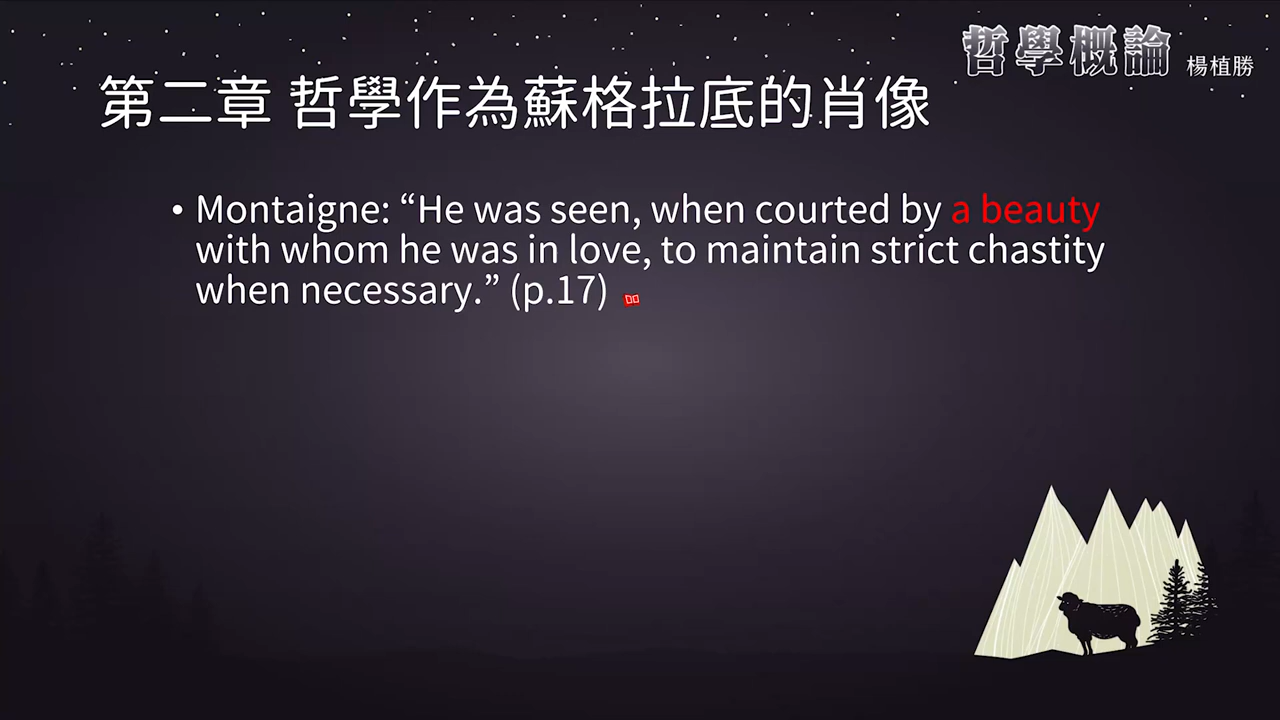 哲學概論 楊植勝
第二章 哲學作為蘇格拉底的肖像
• Montaigne: “He was seen, when courted by a beauty
with whom he was in love, to maintain strict chastity
when necessary.” (p.17)